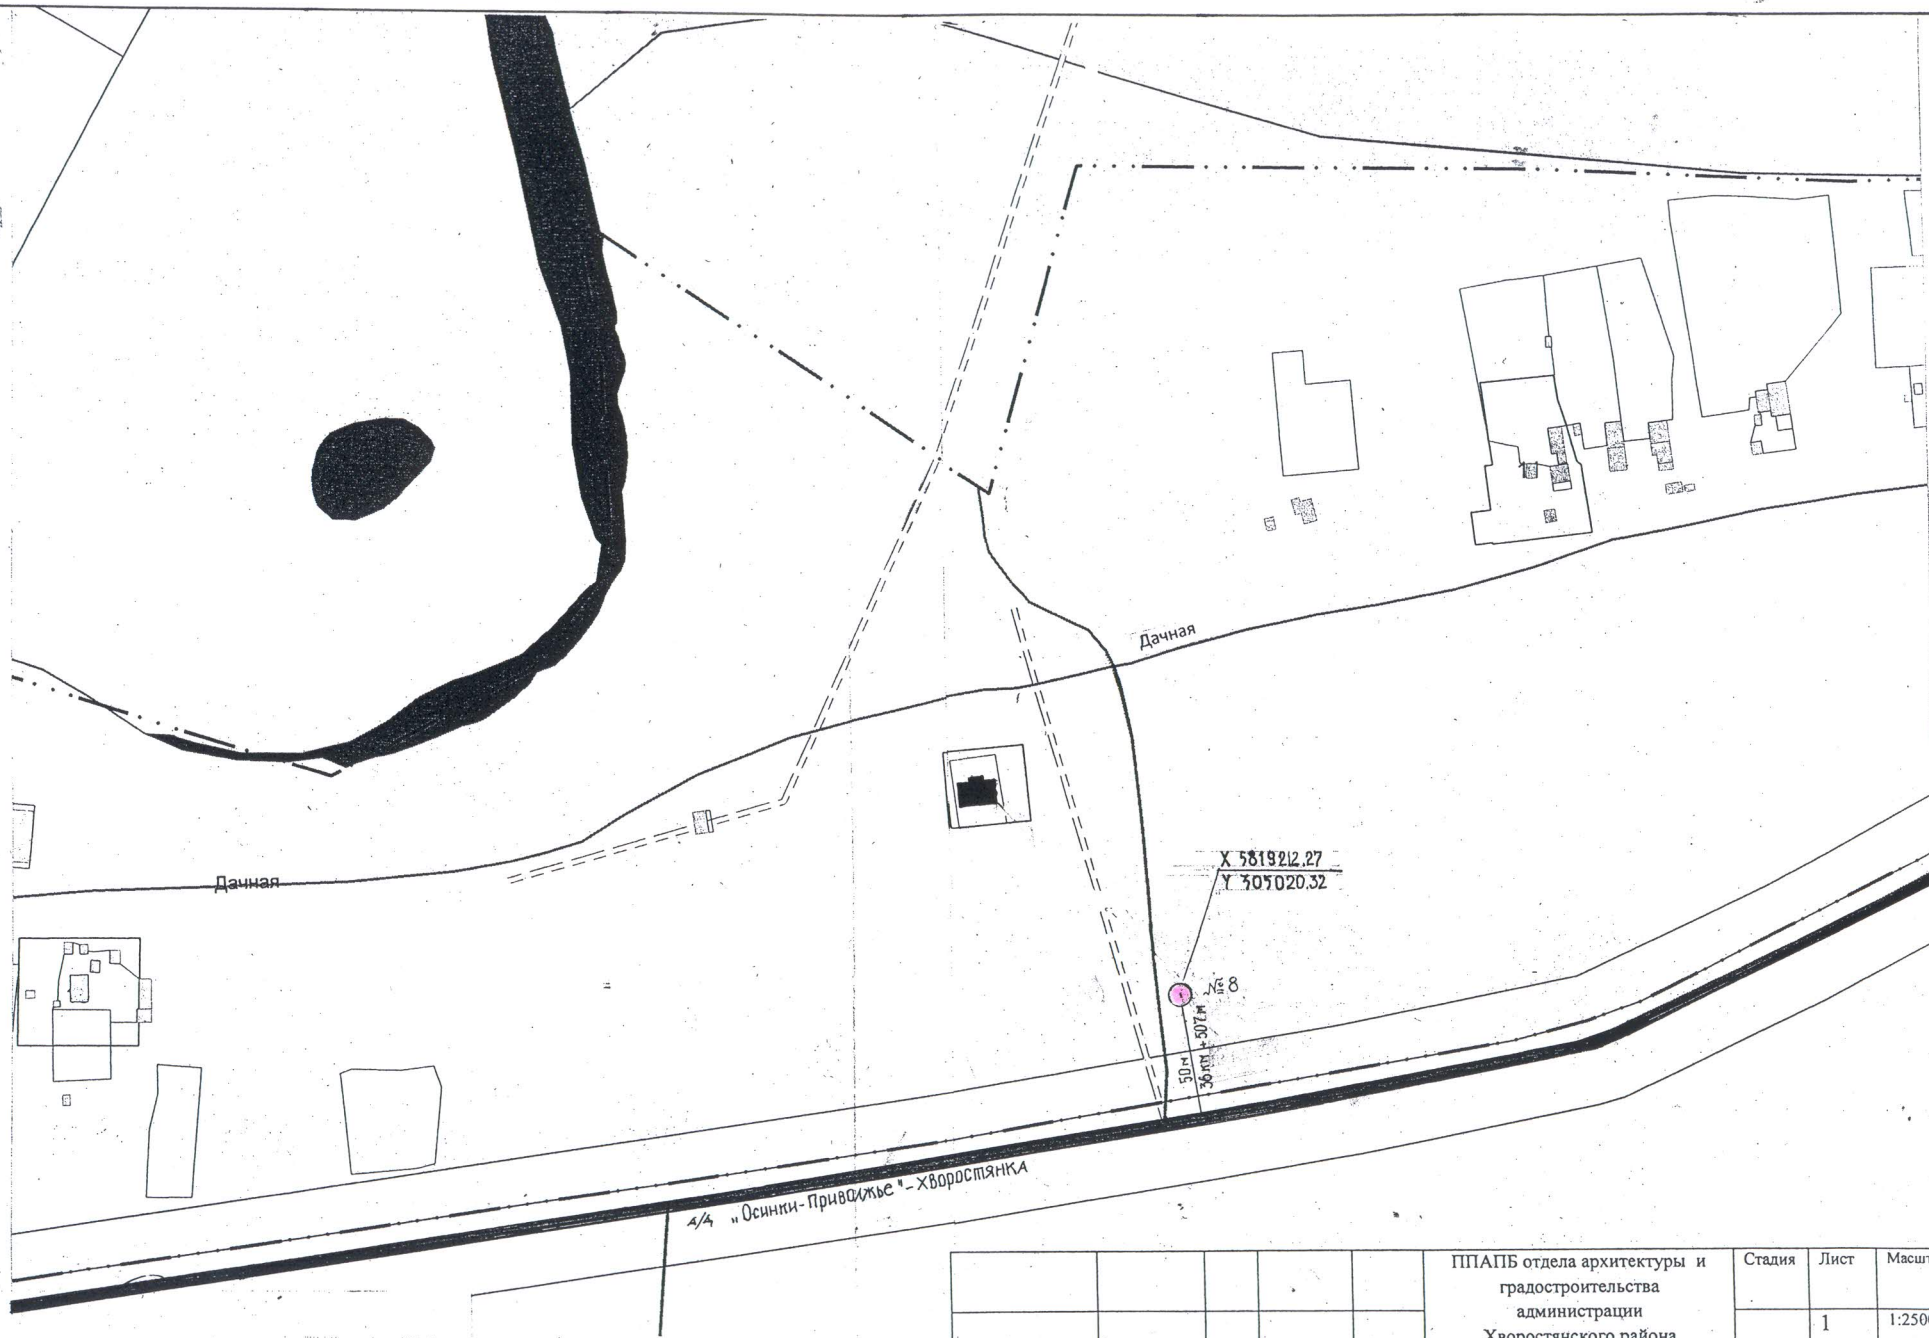 Дачная
Дачная
X 5819212.27
Y 305020.32
№8
50м
36км+507м
а/д „Осинки-Приволжье"-Хворостянка
ППАПБ отдела архитектуры и
градостроительства
администрации
Хворостянского района
Стадия
Лист
1